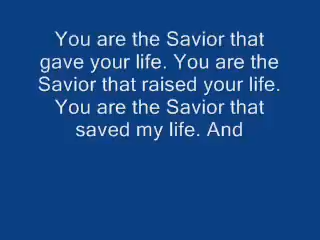 You are the Savior that
gave your life. You are the
Savior that raised your life.
You are the Savior that
saved my life. And